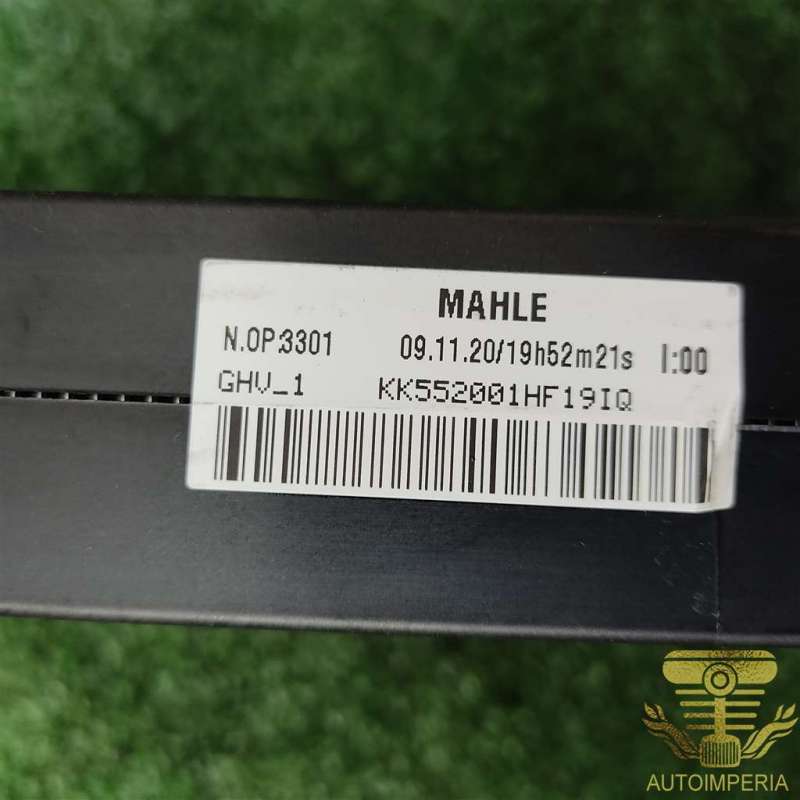 MAHLE
N.OP:3301 09.11.20/19h52m21s I:00
GHV_1 KK552001HF19IQ
AUTOIMPERIA